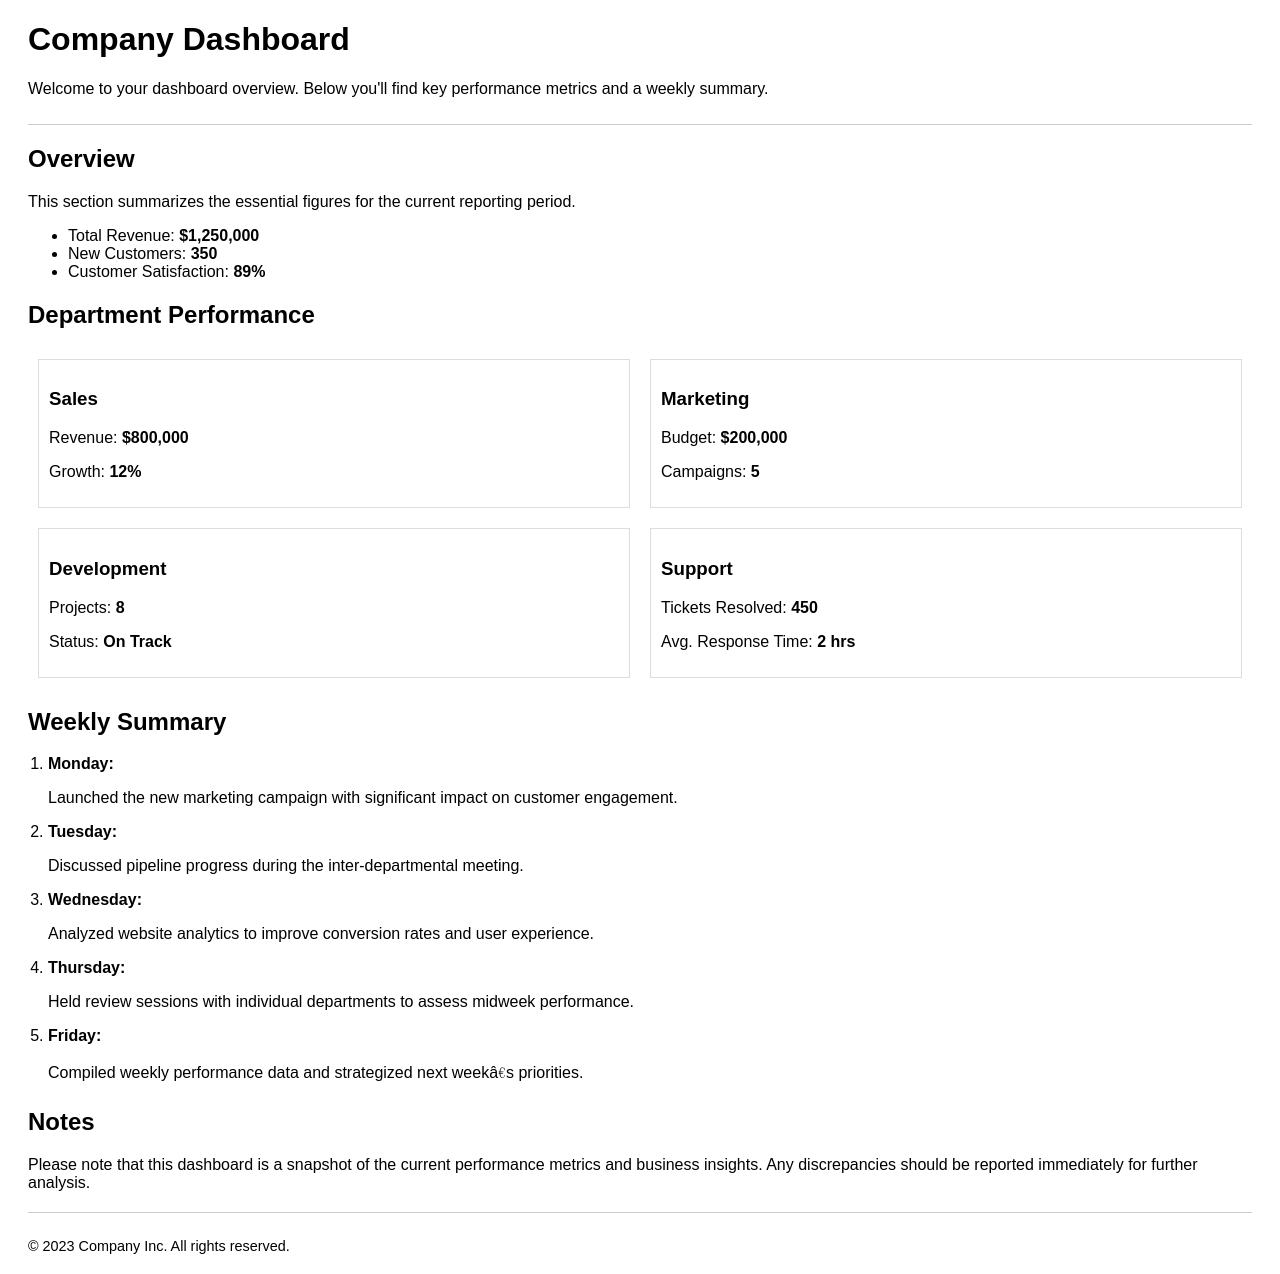 Company Dashboard
Welcome to your dashboard overview. Below you'll find key performance metrics and a weekly summary.
Overview
This section summarizes the essential figures for the current reporting period.
• Total Revenue: $1,250,000
• New Customers: 350
• Customer Satisfaction: 89%
Department Performance
Sales
Revenue: $800,000
Growth: 12%
Marketing
Budget: $200,000
Campaigns: 5
Development
Projects: 8
Status: On Track
Support
Tickets Resolved: 450
Avg. Response Time: 2 hrs
Weekly Summary
1. Monday:
Launched the new marketing campaign with significant impact on customer engagement.
2. Tuesday:
Discussed pipeline progress during the inter-departmental meeting.
3. Wednesday:
Analyzed website analytics to improve conversion rates and user experience.
4. Thursday:
Held review sessions with individual departments to assess midweek performance.
5. Friday:
Compiled weekly performance data and strategized next weekâ€s priorities.
Notes
Please note that this dashboard is a snapshot of the current performance metrics and business insights. Any discrepancies should be reported immediately for further
analysis.
© 2023 Company Inc. All rights reserved.